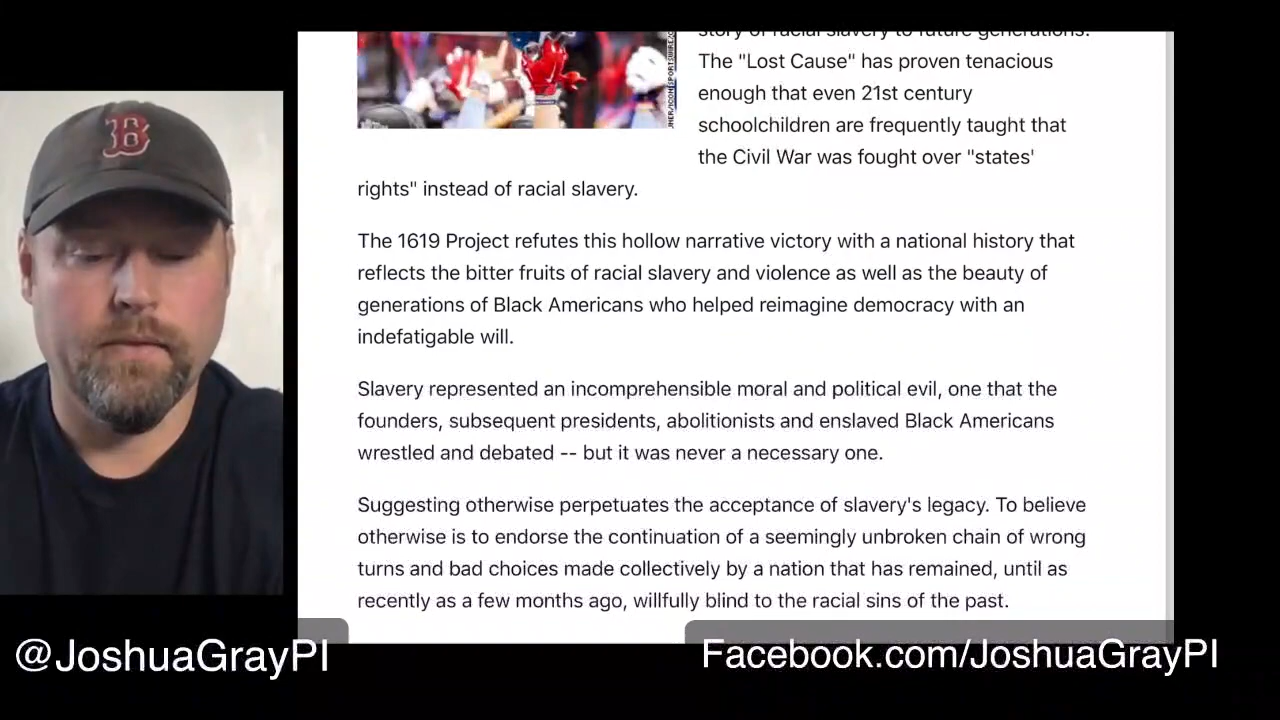 B
story of racial slavery to future generations.
The "Lost Cause" has proven tenacious
enough that even 21st century
schoolchildren are frequently taught that
the Civil War was fought over "states'
rights" instead of racial slavery.
The 1619 Project refutes this hollow narrative victory with a national history that
reflects the bitter fruits of racial slavery and violence as well as the beauty of
generations of Black Americans who helped reimagine democracy with an
indefatigable will.
Slavery represented an incomprehensible moral and political evil, one that the
founders, subsequent presidents, abolitionists and enslaved Black Americans
wrestled and debated -- but it was never a necessary one.
Suggesting otherwise perpetuates the acceptance of slavery's legacy. To believe
otherwise is to endorse the continuation of a seemingly unbroken chain of wrong
turns and bad choices made collectively by a nation that has remained, until as
recently as a few months ago, willfully blind to the racial sins of the past.
@JoshuaGrayPI
Facebook.com/JoshuaGrayPI